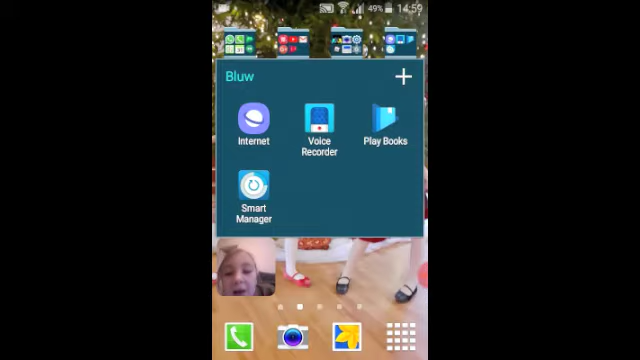 49% 14:59
Bluw
Internet
Voice
Recorder
Play Books
Smart
Manager